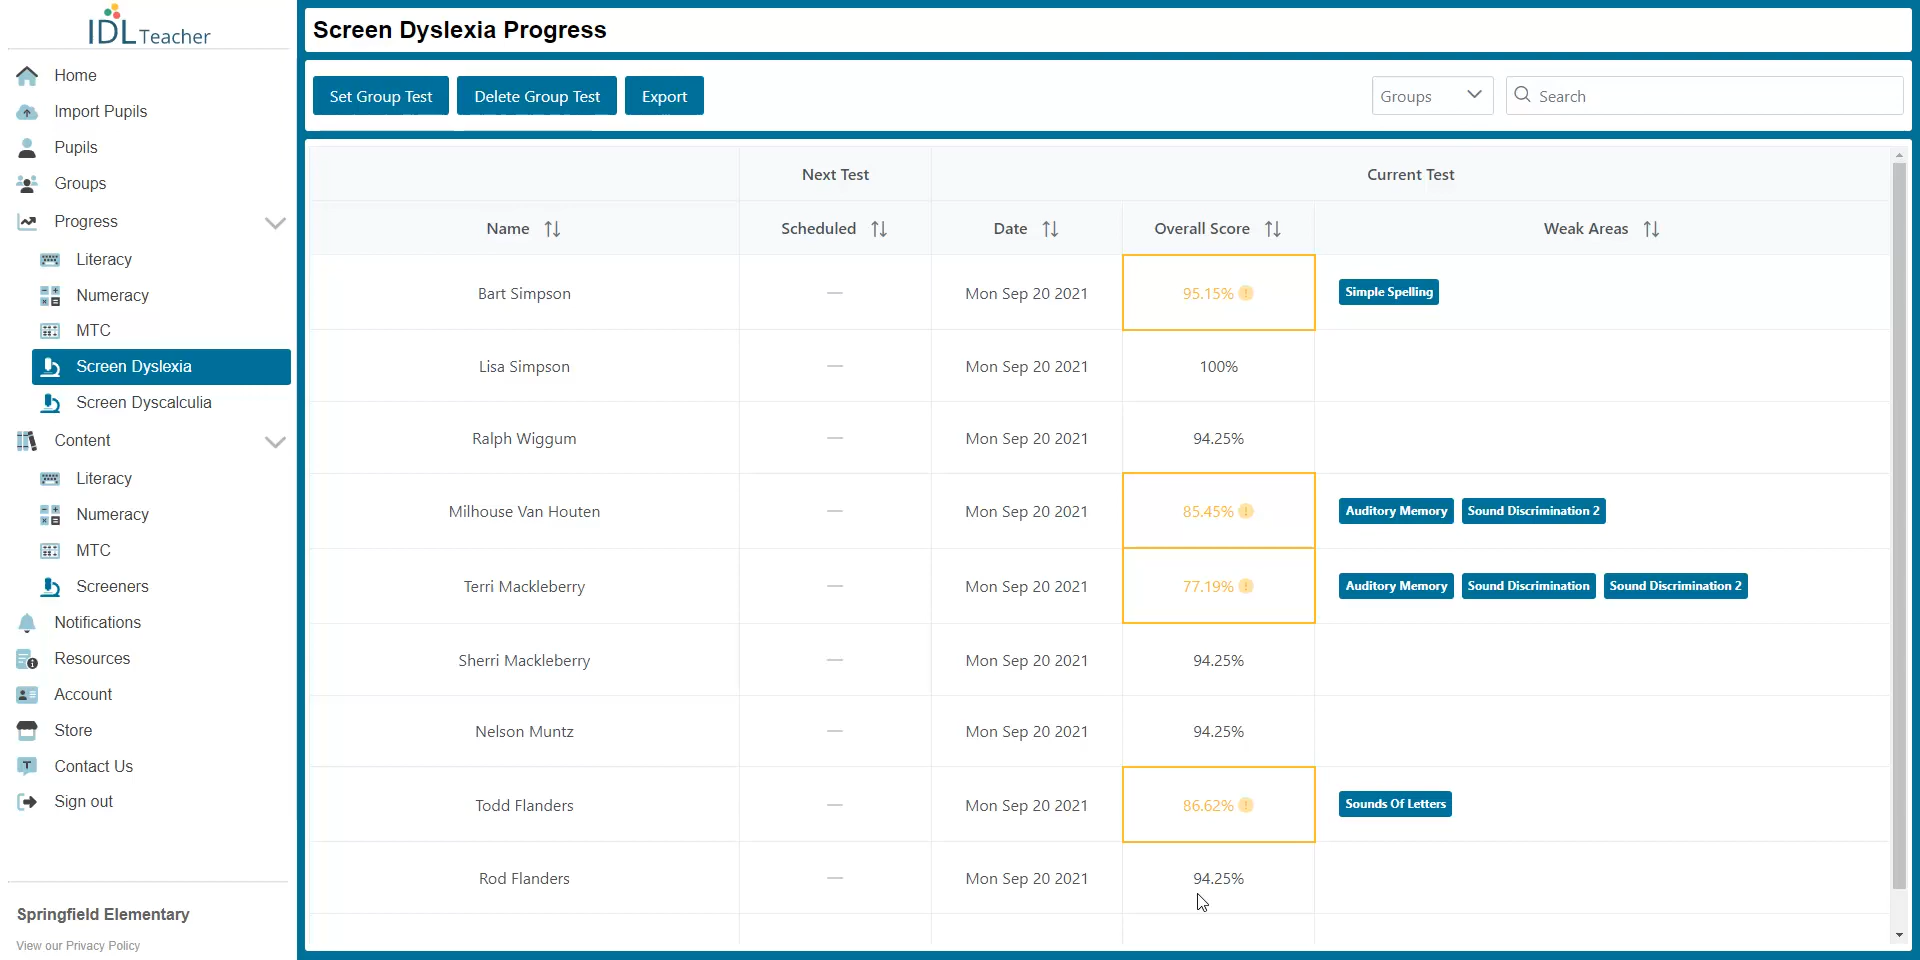 IDL Teacher
Home
Import Pupils
Pupils
Groups
Progress
Literacy
Numeracy
MTC
Screen Dyslexia
Screen Dyscalculia
Content
Literacy
Numeracy
MTC
Screeners
Notifications
Resources
Account
Store
Contact Us
Sign out
Springfield Elementary
View our Privacy Policy
Screen Dyslexia Progress
Set Group Test Delete Group Test Export Groups Search
Next Test Current Test
Name Scheduled Date Overall Score Weak Areas
Bart Simpson — Mon Sep 20 2021 95.15% Simple Spelling
Lisa Simpson — Mon Sep 20 2021 100%
Ralph Wiggum — Mon Sep 20 2021 94.25%
Milhouse Van Houten — Mon Sep 20 2021 85.45% Auditory Memory Sound Discrimination 2
Terri Mackleberry — Mon Sep 20 2021 77.19% Auditory Memory Sound Discrimination Sound Discrimination 2
Sherri Mackleberry — Mon Sep 20 2021 94.25%
Nelson Muntz — Mon Sep 20 2021 94.25%
Todd Flanders — Mon Sep 20 2021 86.62% Sounds Of Letters
Rod Flanders — Mon Sep 20 2021 94.25%